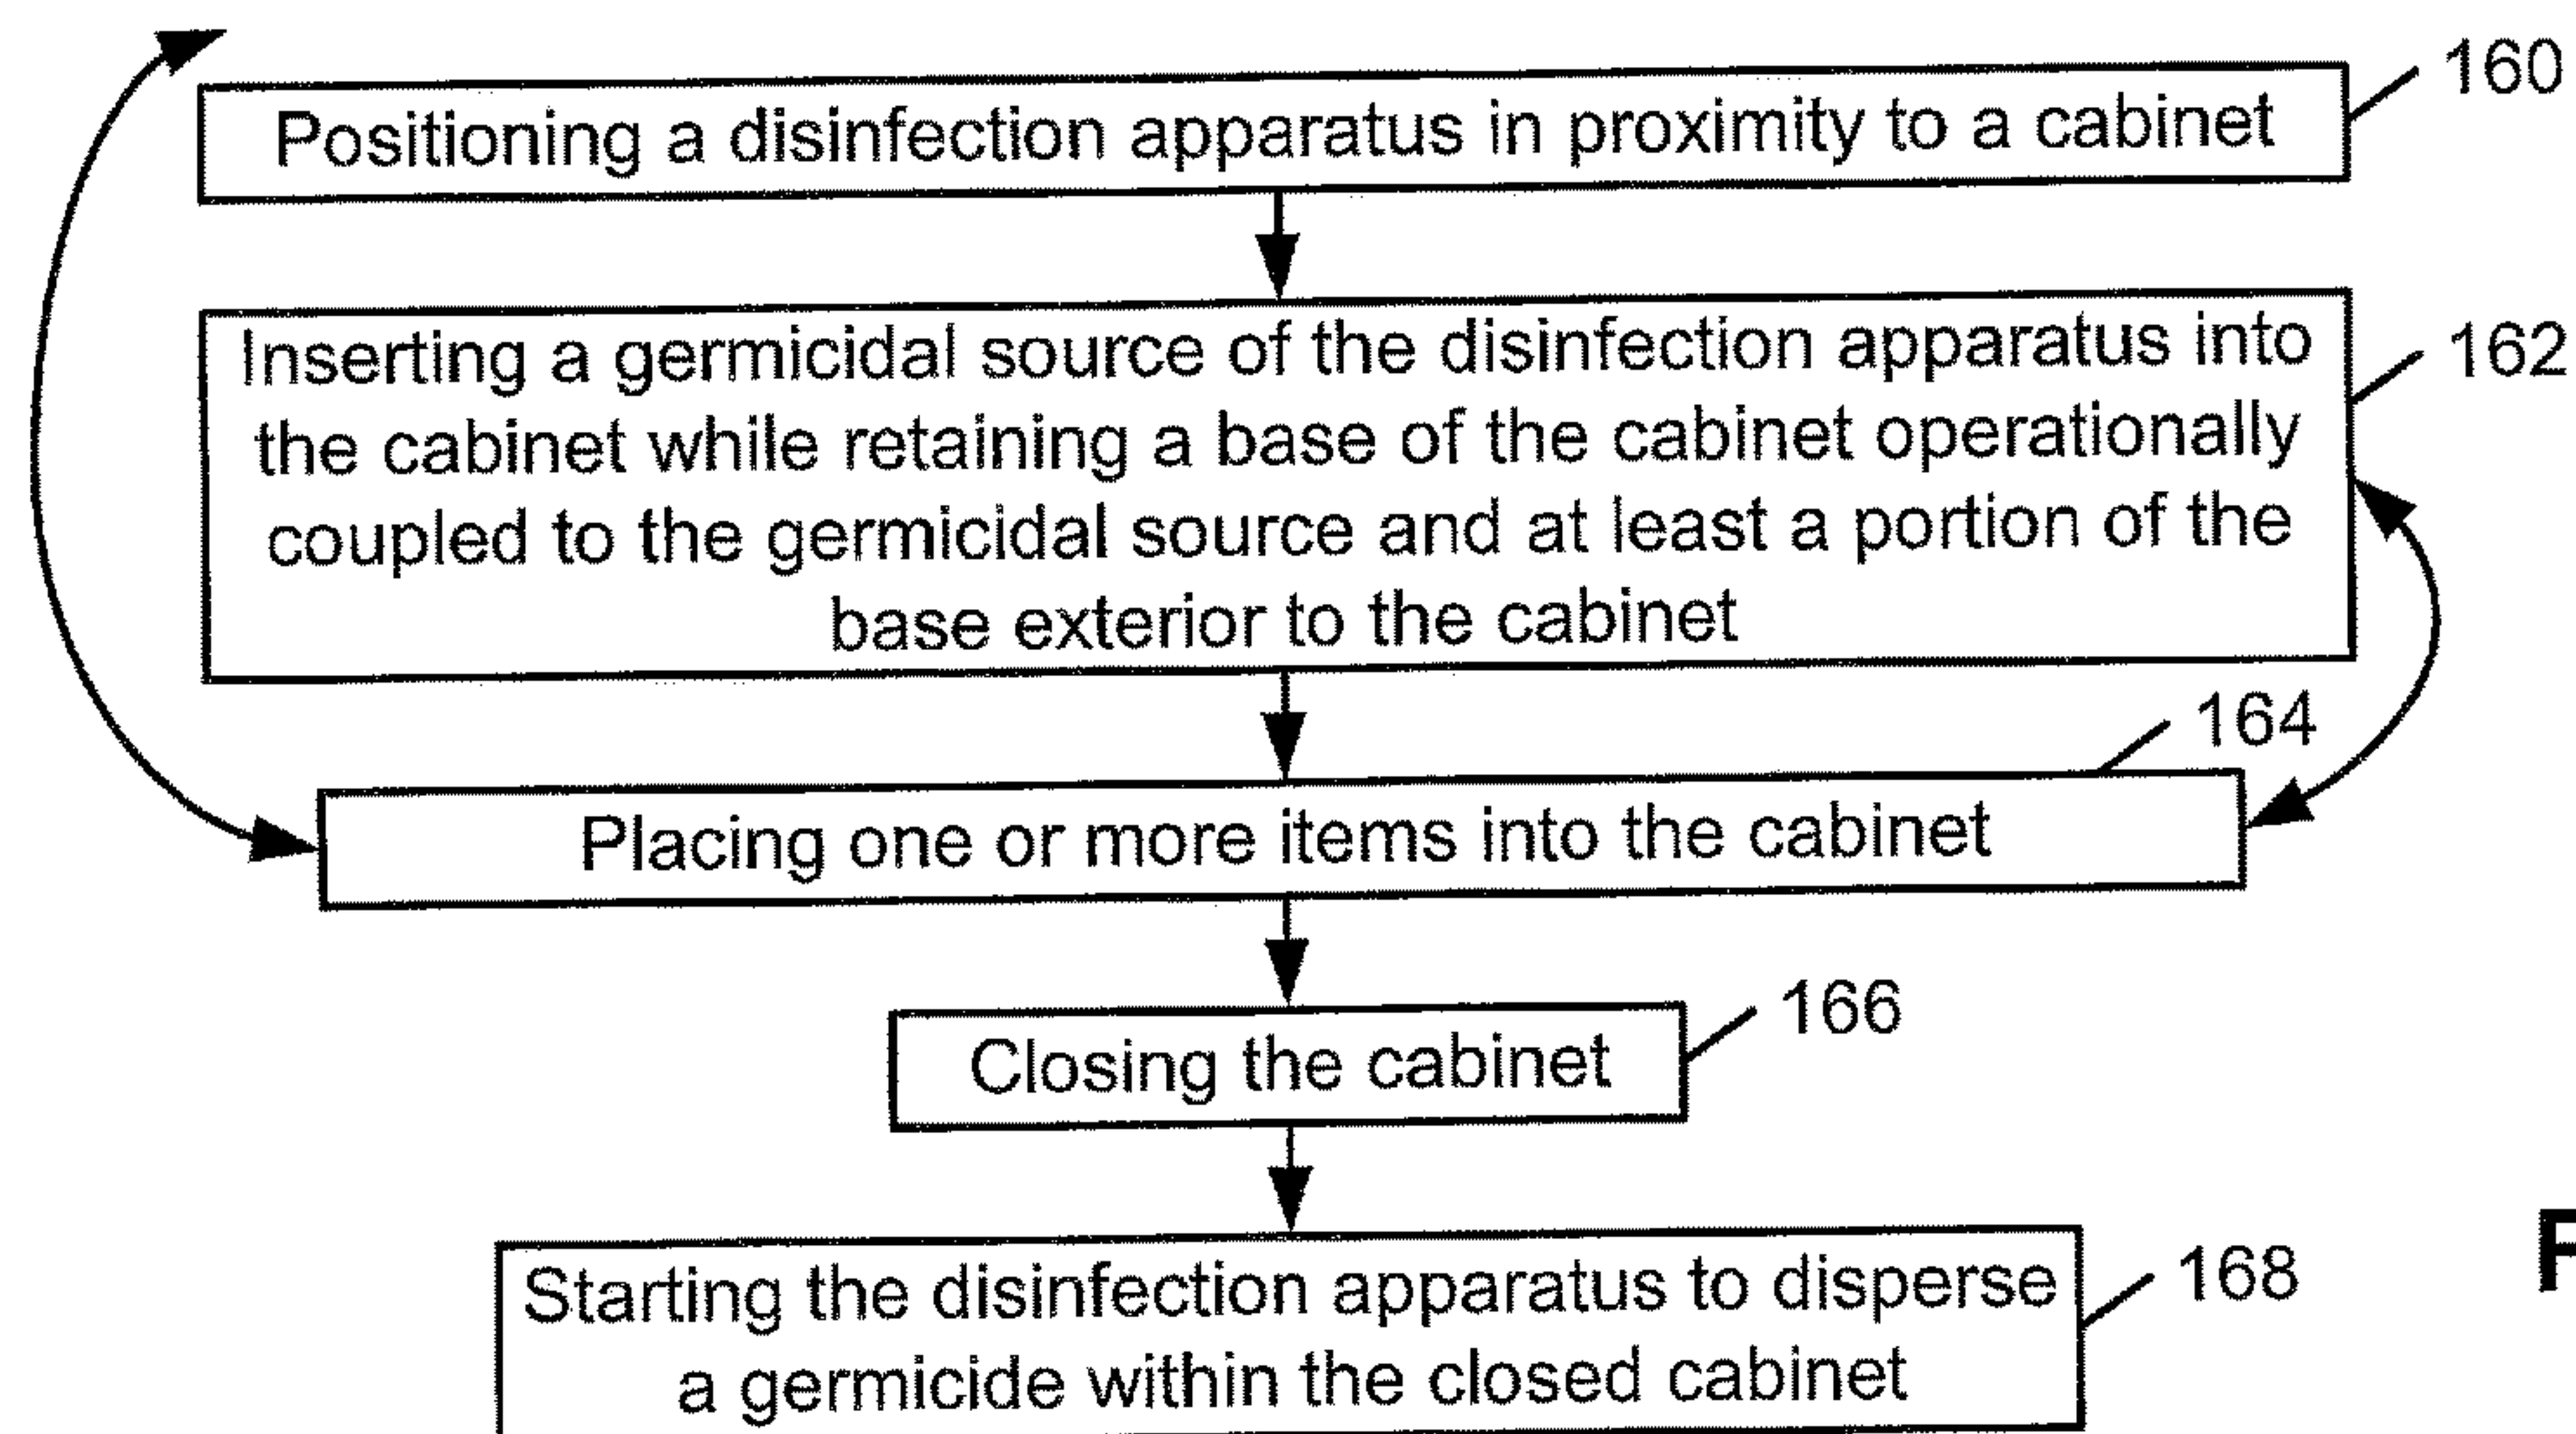 160
Positioning a disinfection apparatus in proximity to a cabinet
Inserting a germicidal source of the disinfection apparatus into
162
the cabinet while retaining a base of the cabinet operationally
coupled to the germicidal source and at least a portion of the
base exterior to the cabinet
164
Placing one or more items into the cabinet
166
Closing the cabinet
Starting the disinfection apparatus to disperse
168
a germicide within the closed cabinet